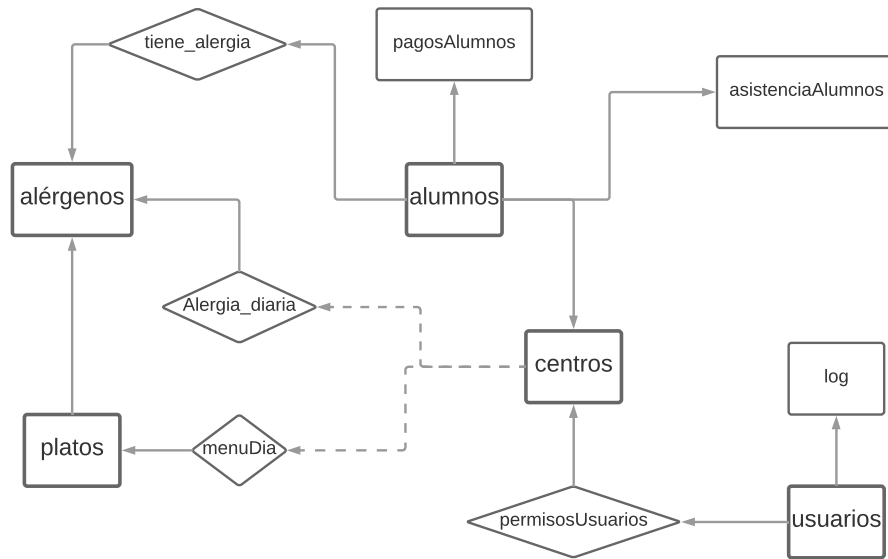 tiene_alergia
pagosAlumnos
asistenciaAlumnos
alérgenos
alumnos
Alergia_diaria
centros
log
platos
menuDia
permisosUsuarios
usuarios